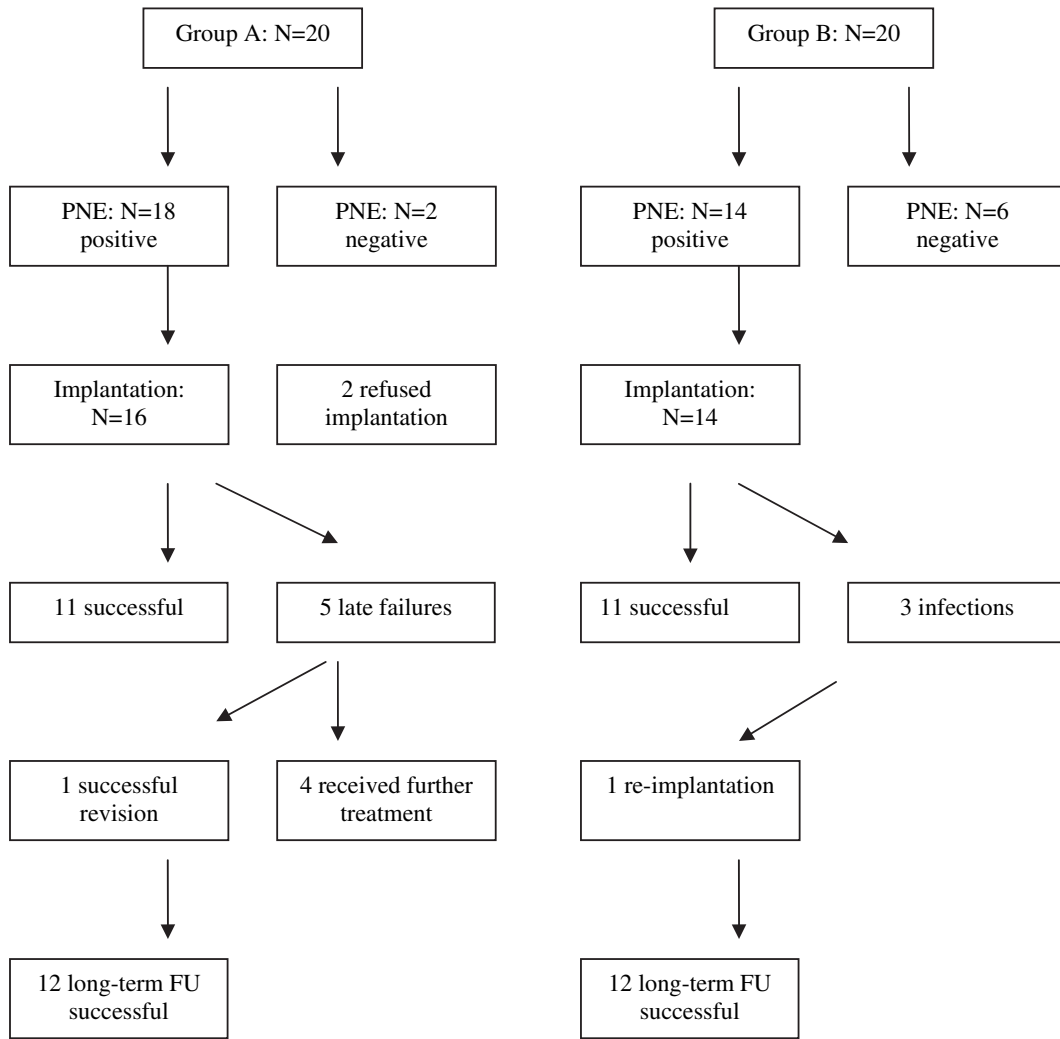 Group A: N=20
Group B: N=20
PNE: N=18
positive
PNE: N=2
negative
PNE: N=14
positive
PNE: N=6
negative
Implantation:
N=16
2 refused
implantation
Implantation:
N=14
11 successful
5 late failures
11 successful
3 infections
1 successful
revision
4 received further
treatment
1 re-implantation
12 long-term FU
successful
12 long-term FU
successful